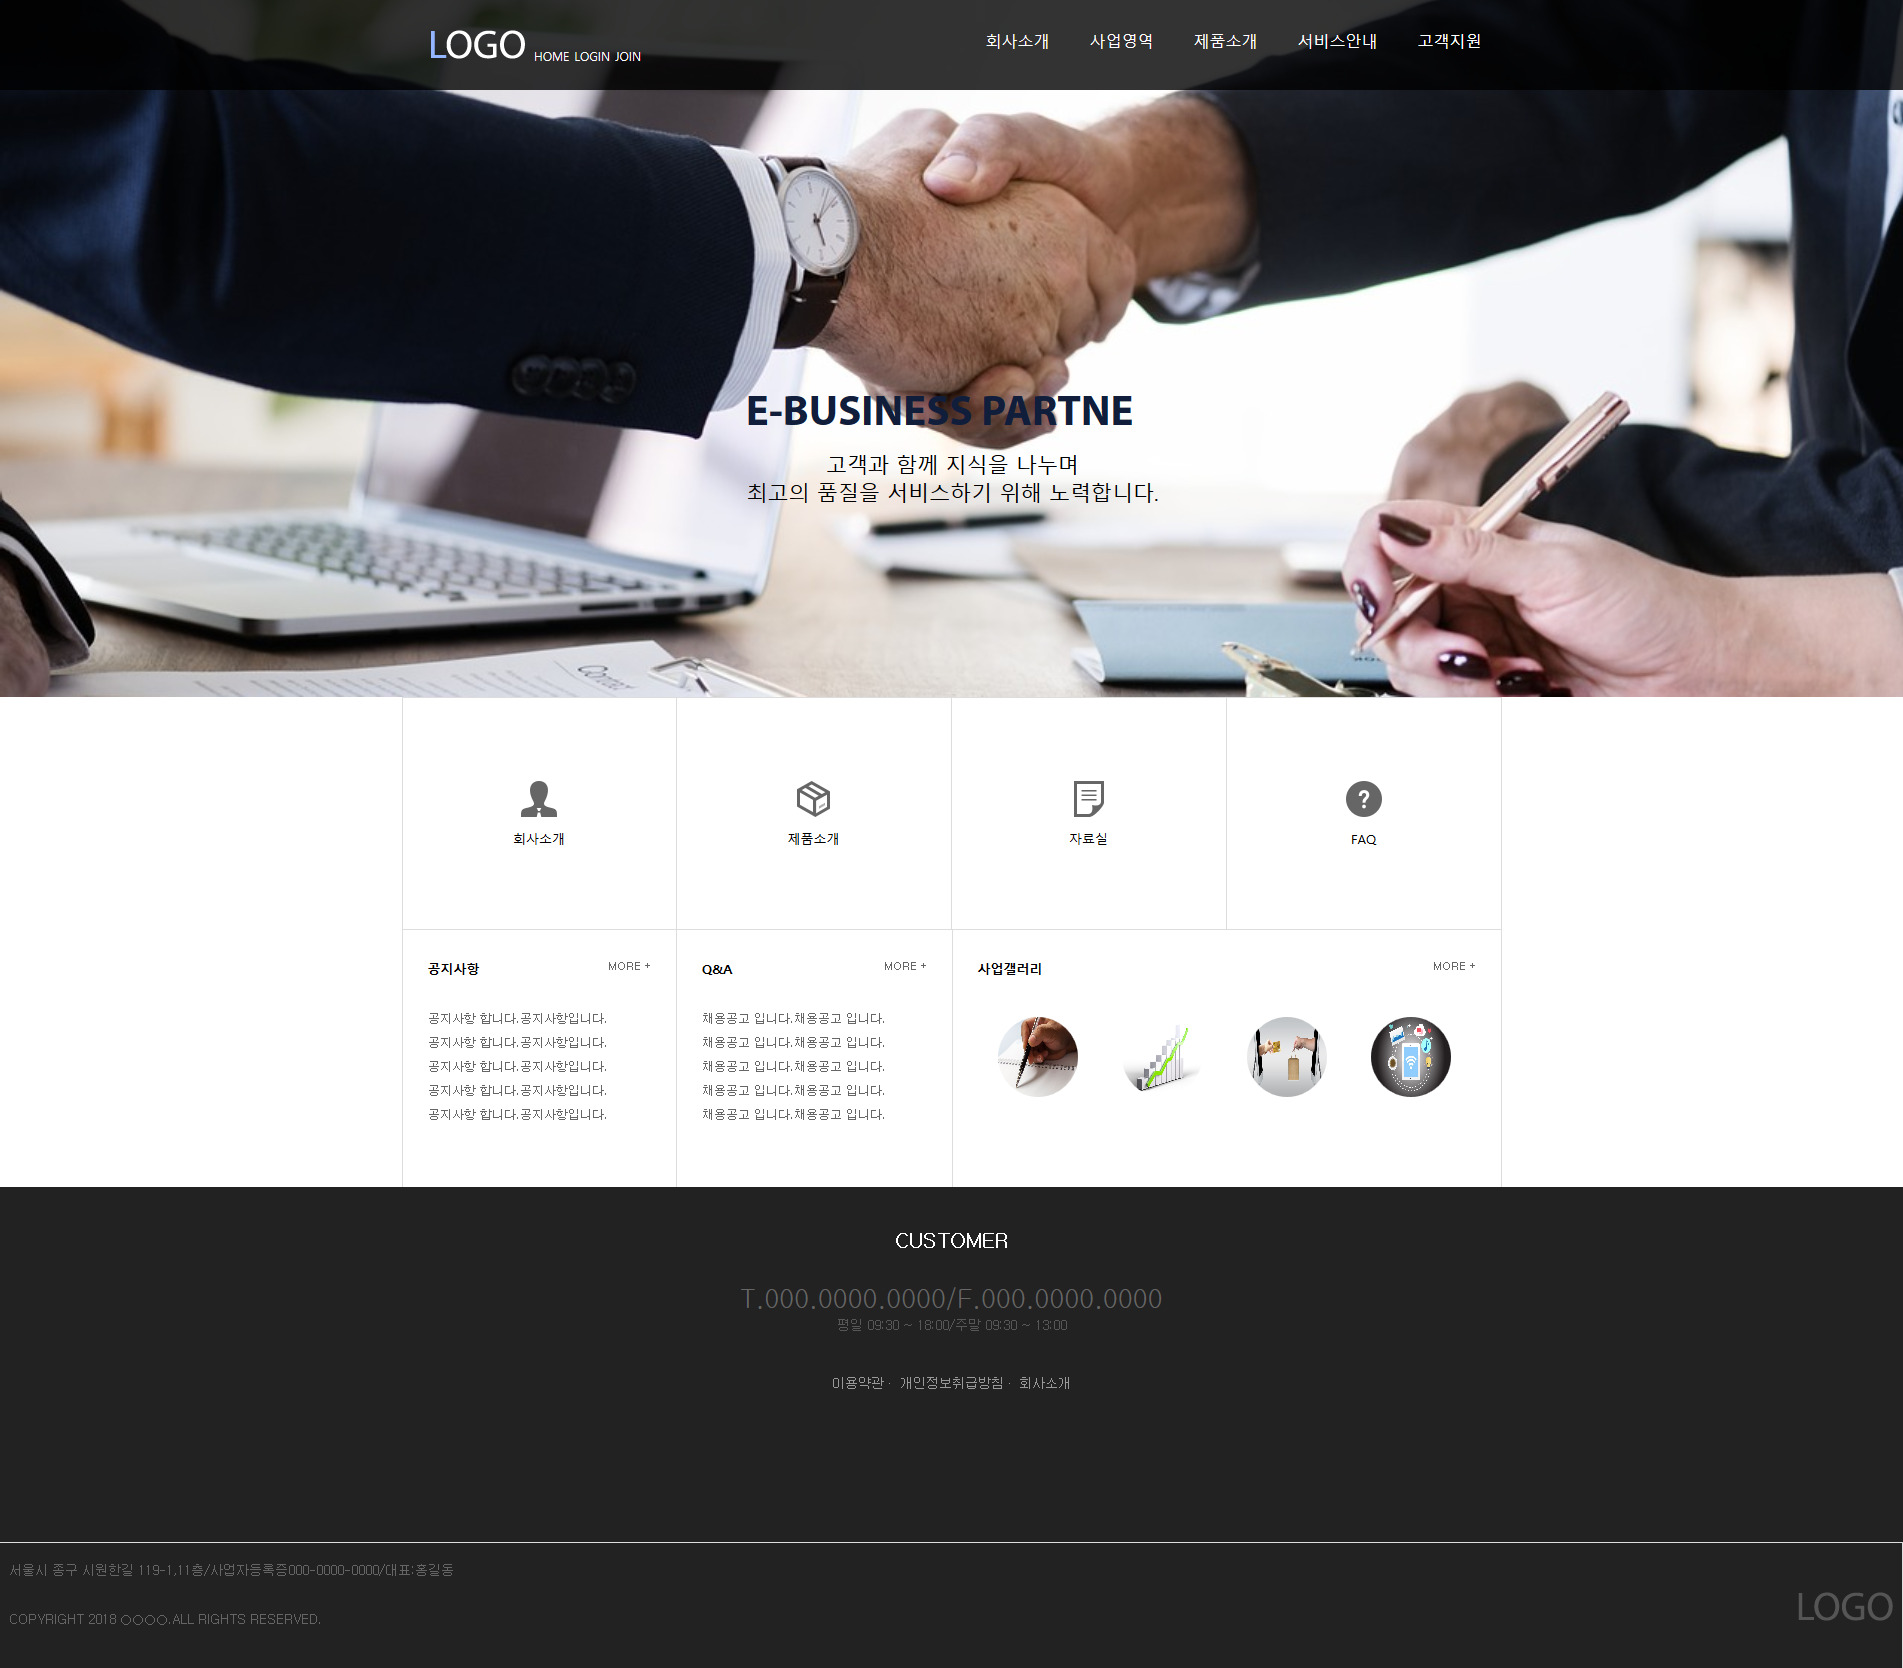 LOGO HOME LOGIN JOIN
회사소개 사업영역 제품소개 서비스안내 고객지원
E-BUSINESS PARTNE
고객과 함께 지식을 나누며
최고의 품질을 서비스하기 위해 노력합니다.
Contract
회사소개
제품소개
자료실
FAQ
공지사항 MORE +
공지사항 합니다.공지사항입니다.
공지사항 합니다.공지사항입니다.
공지사항 합니다.공지사항입니다.
공지사항 합니다.공지사항입니다.
공지사항 합니다.공지사항입니다.
Q&A MORE +
채용공고 입니다.채용공고 입니다.
채용공고 입니다.채용공고 입니다.
채용공고 입니다.채용공고 입니다.
채용공고 입니다.채용공고 입니다.
채용공고 입니다.채용공고 입니다.
사업갤러리 MORE +
CUSTOMER
T.000.0000.0000/F.000.0000.0000
평일 09:30 ~ 18:00/주말 09:30 ~ 13:00
이용약관 · 개인정보취급방침 · 회사소개
서울시 종구 시원한길 119-1,11층/사업자등록증000-0000-0000/대표:홍길동
COPYRIGHT 2018 ○○○○.ALL RIGHTS RESERVED.
LOGO